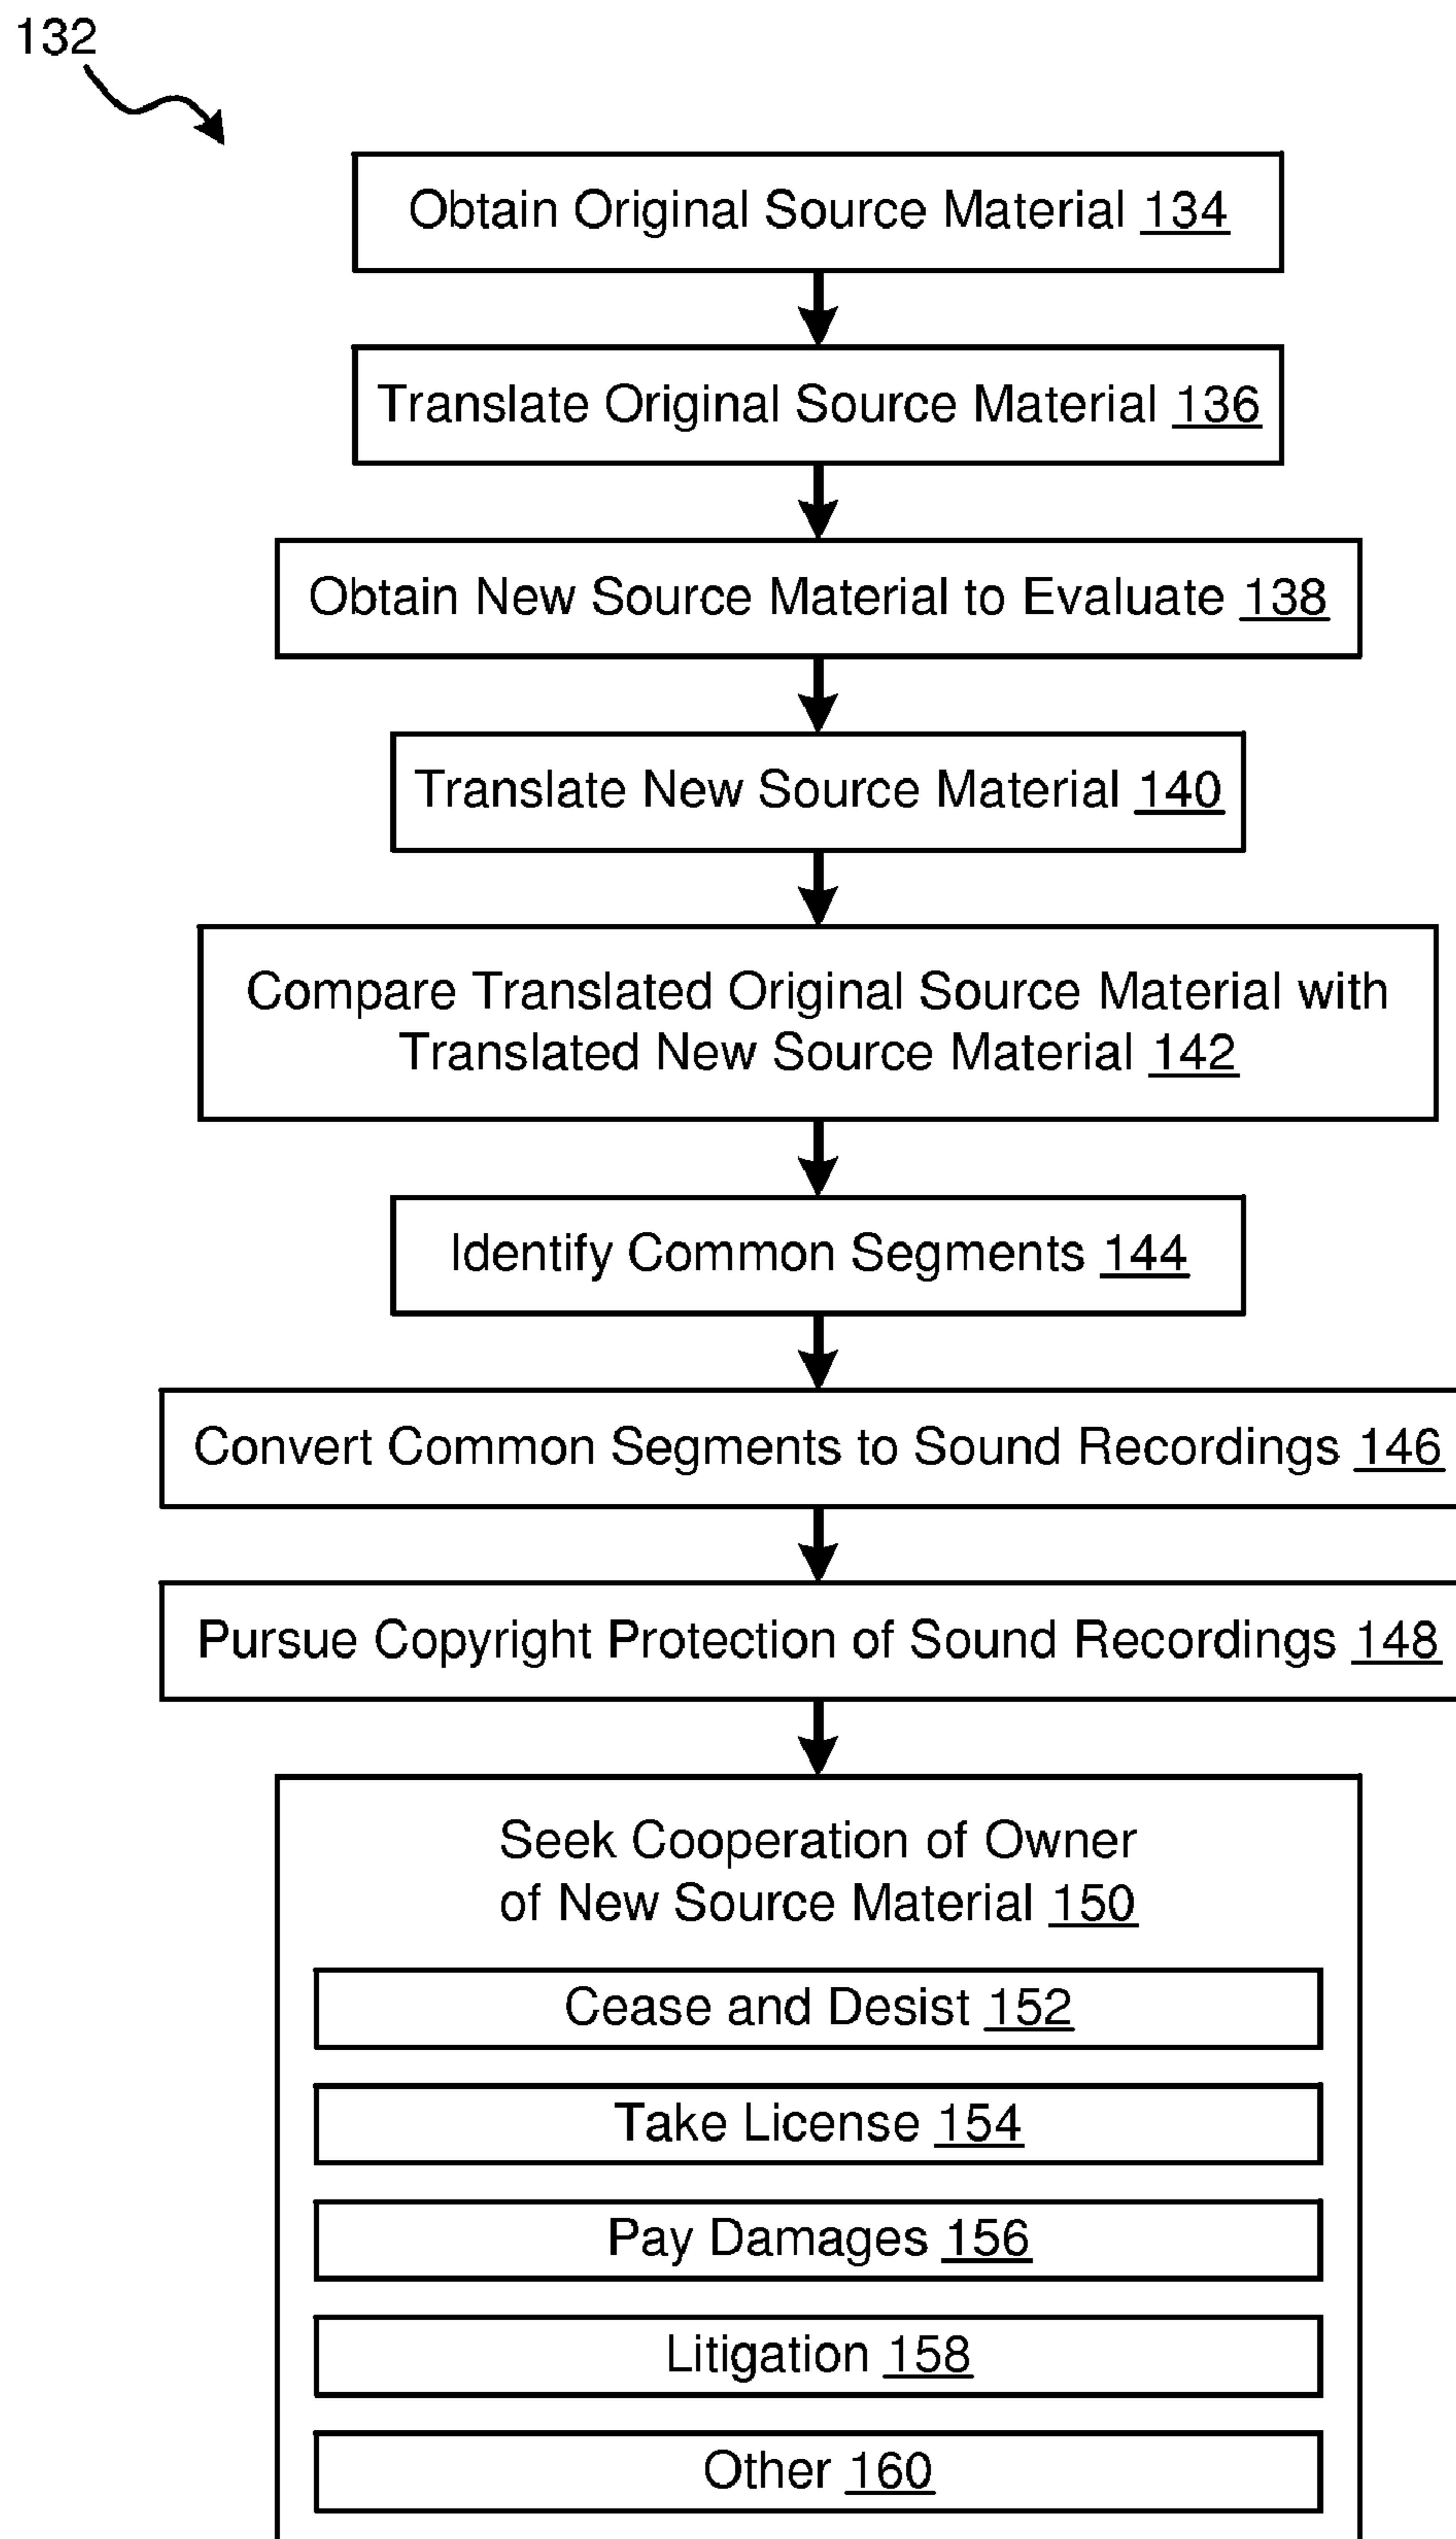 132
Obtain Original Source Material 134
Translate Original Source Material 136
Obtain New Source Material to Evaluate 138
Translate New Source Material 140
Compare Translated Original Source Material with
Translated New Source Material 142
Identify Common Segments 144
Convert Common Segments to Sound Recordings 146
Pursue Copyright Protection of Sound Recordings 148
Seek Cooperation of Owner
of New Source Material 150
Cease and Desist 152
Take License 154
Pay Damages 156
Litigation 158
Other 160